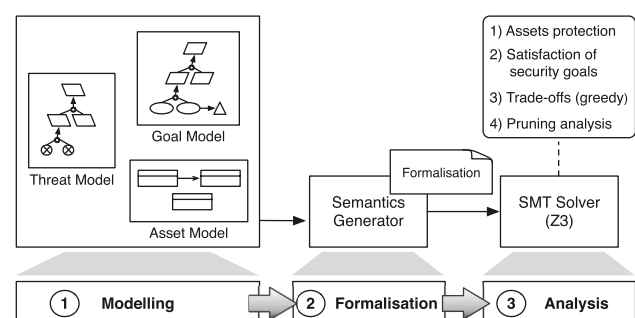 Threat Model
Goal Model
Asset Model
Semantics
Generator
Formalisation
SMT Solver
(Z3)
1) Assets protection
2) Satisfaction of
security goals
3) Trade-offs (greedy)
4) Pruning analysis
1 Modelling
2 Formalisation
3 Analysis